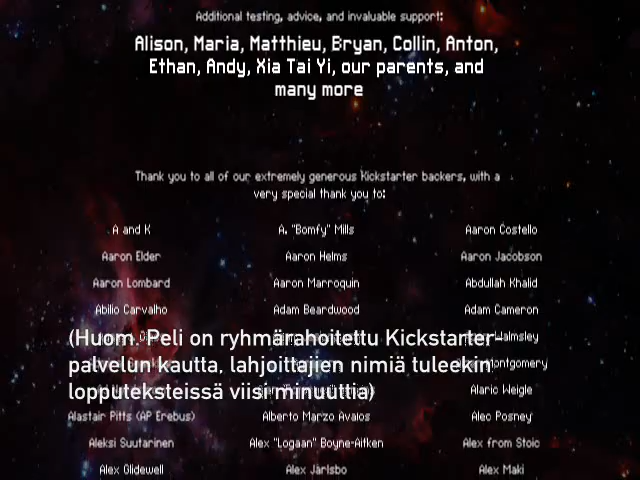 Additional testing, advice, and invaluable support:
Alison, Maria, Matthieu, Bryan, Collin, Anton,
Ethan, Andy, Xia Tai Yi, our parents, and
many more
Thank you to all of our extremely generous Kickstarter backers, with a
very special thank you to:
A and K A. "Bomfy" Mills Aaron Costello
Aaron Elder Aaron Helms Aaron Jacobson
Aaron Lombard Aaron Marroquin Abdullah Khalid
Abilio Carvalho Adam Beardwood Adam Cameron
(Huom. Peli on ryhmärahoitettu Kickstarter- Halmsley
palvelun kautta, lahjoittajien nimiä tuleekin Montgomery
lopputeksteissä viisi minuuttia) Alaric Weigle
Alastair Pitts (AP Erebus) Alberto Marzo Avaios Alec Posney
Aleksi Suutarinen Alex "Logaan" Boyne-Aitken Alex from Stoic
Alex Glidewell Alex Jarlsbo Alex Maki